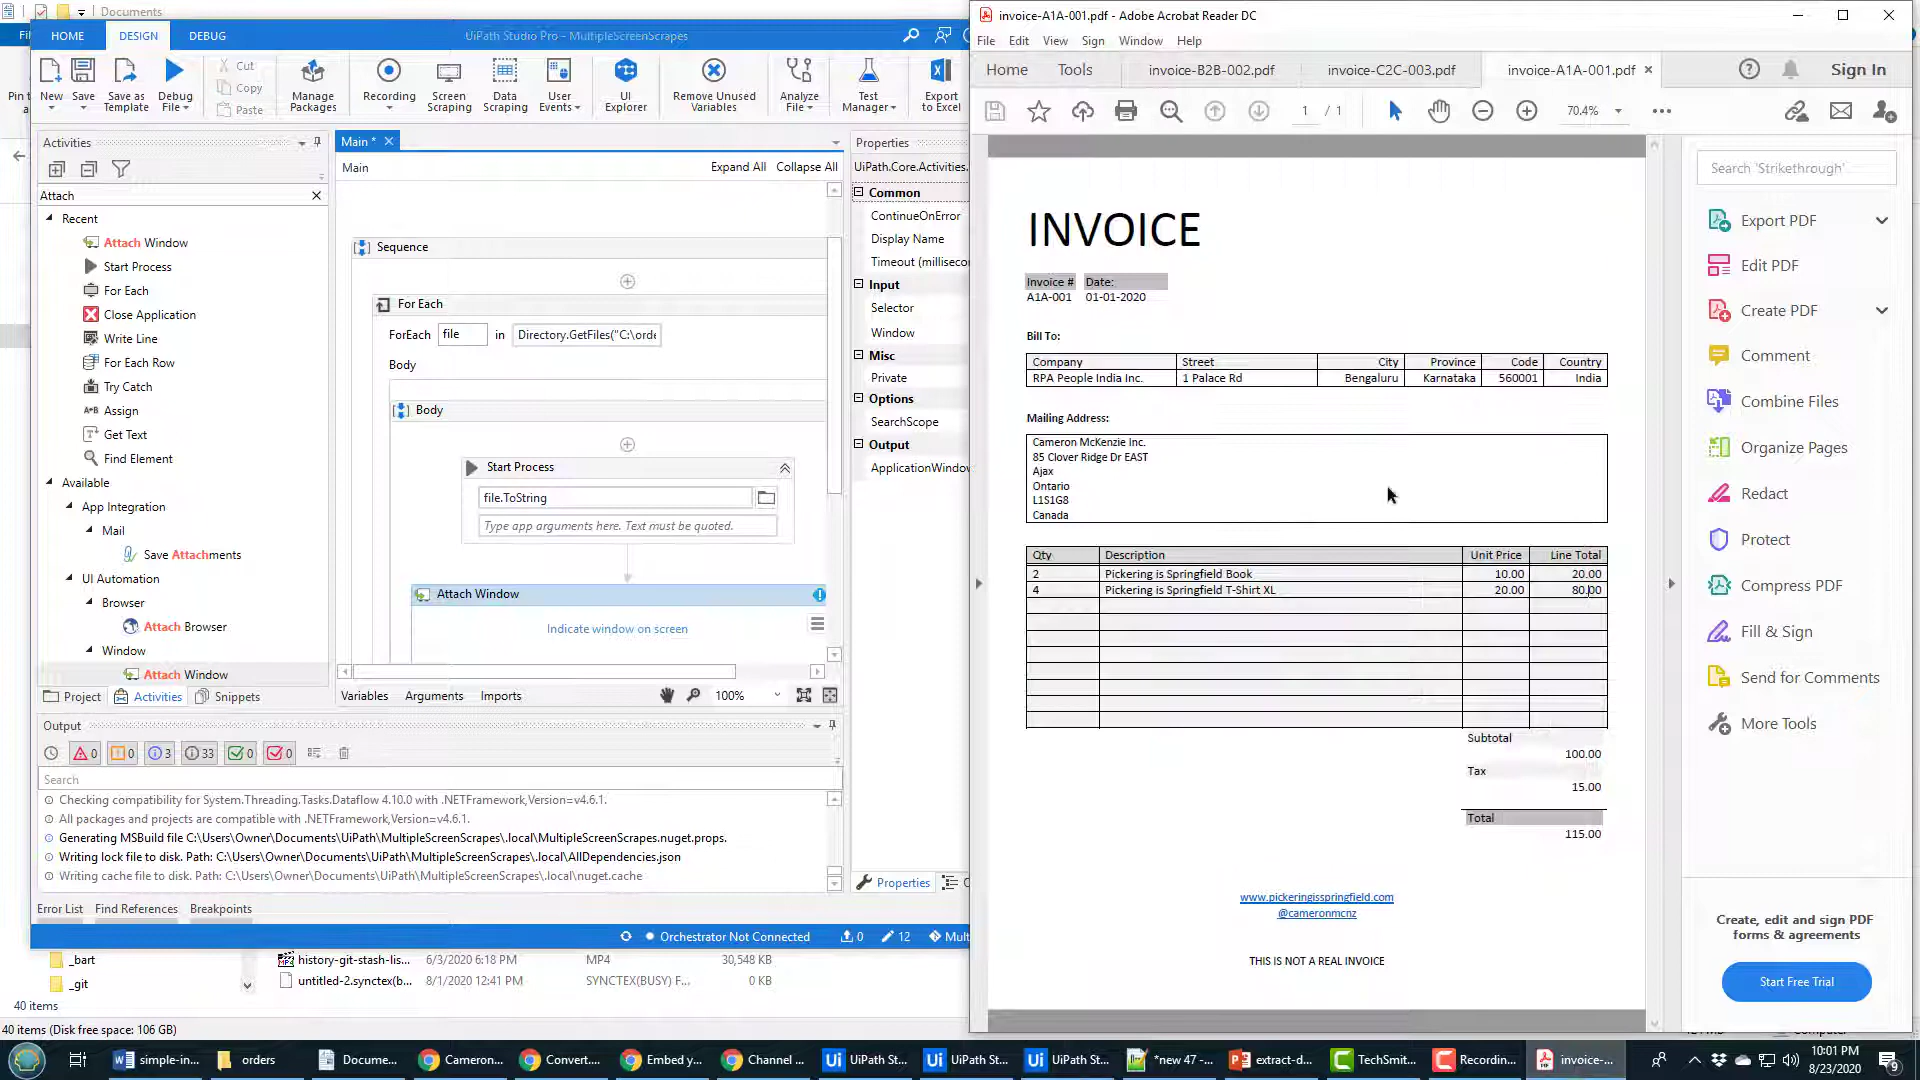 Documents
HOME
DESIGN
DEBUG
UiPath Studio Pro - MultipleScreenScrapes
New
Save
Save as Template
Debug File
Cut
Copy
Paste
Manage Packages
Recording
Screen Scraping
Data Scraping
User Events
UI Explorer
Remove Unused Variables
Analyze File
Test Manager
Export to Excel
Activities
Attach
Recent
Attach Window
Start Process
For Each
Close Application
Write Line
For Each Row
Try Catch
A+B Assign
Get Text
Find Element
Available
App Integration
Mail
Save Attachments
UI Automation
Browser
Attach Browser
Window
Attach Window
Project
Activities
Snippets
Main *
Main
Expand All
Collapse All
Sequence
For Each
ForEach file in Directory.GetFiles("C:\orde
Body
Body
Start Process
file.ToString
Type app arguments here. Text must be quoted.
Attach Window
Indicate window on screen
Variables
Arguments
Imports
100%
Properties
UiPath.Core.Activities.
Common
ContinueOnError
Display Name
Timeout (millisecon
Input
Selector
Window
Misc
Private
Options
SearchScope
Output
ApplicationWindow
Properties
Output
0
0
3
33
0
0
Search
Checking compatibility for System.Threading.Tasks.Dataflow 4.10.0 with .NETFramework,Version=v4.6.1.
All packages and projects are compatible with .NETFramework,Version=v4.6.1.
Generating MSBuild file C:\Users\Owner\Documents\UiPath\MultipleScreenScrapes\.local\MultipleScreenScrapes.nuget.props.
Writing lock file to disk. Path: C:\Users\Owner\Documents\UiPath\MultipleScreenScrapes\.local\AllDependencies.json
Writing cache file to disk. Path: C:\Users\Owner\Documents\UiPath\MultipleScreenScrapes\.local\nuget.cache
Error List
Find References
Breakpoints
Orchestrator Not Connected
0
12
Mult
_bart
history-git-stash-lis... 6/3/2020 6:18 PM MP4 30,548 KB
_git
untitled-2.synctex(b... 8/1/2020 12:41 PM SYNCTEX(BUSY) F... 0 KB
40 items
40 items (Disk free space: 106 GB)
invoice-A1A-001.pdf - Adobe Acrobat Reader DC
File Edit View Sign Window Help
Home
Tools
invoice-B2B-002.pdf
invoice-C2C-003.pdf
invoice-A1A-001.pdf
Sign In
1 / 1
70.4%
INVOICE
Invoice # Date:
A1A-001 01-01-2020
Bill To:
Company Street City Province Code Country
RPA People India Inc. 1 Palace Rd Bengaluru Karnataka 560001 India
Mailing Address:
Cameron McKenzie Inc.
85 Clover Ridge Dr EAST
Ajax
Ontario
L1S1G8
Canada
Qty Description Unit Price Line Total
2 Pickering is Springfield Book 10.00 20.00
4 Pickering is Springfield T-Shirt XL 20.00 80.00
Subtotal
100.00
Tax
15.00
Total
115.00
www.pickeringisspringfield.com
@cameronmcnz
THIS IS NOT A REAL INVOICE
Search 'Strikethrough'
Export PDF
Edit PDF
Create PDF
Comment
Combine Files
Organize Pages
Redact
Protect
Compress PDF
Fill & Sign
Send for Comments
More Tools
Create, edit and sign PDF
forms & agreements
Start Free Trial
simple-in...
orders
Docume...
Cameron...
Convert....
Embed y...
Channel ...
UiPath St...
UiPath St...
UiPath St...
*new 47 -...
extract-d...
TechSmit...
Recordin...
invoice-...
10:01 PM
8/23/2020
9